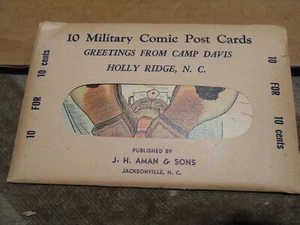 10 Military Comic Post Cards
GREETINGS FROM CAMP DAVIS
HOLLY RIDGE, N. C.
10 FOR 10 cents
10 FOR 10 cents
PUBLISHED BY
J. H. AMAN & SONS
JACKSONVILLE, N. C.